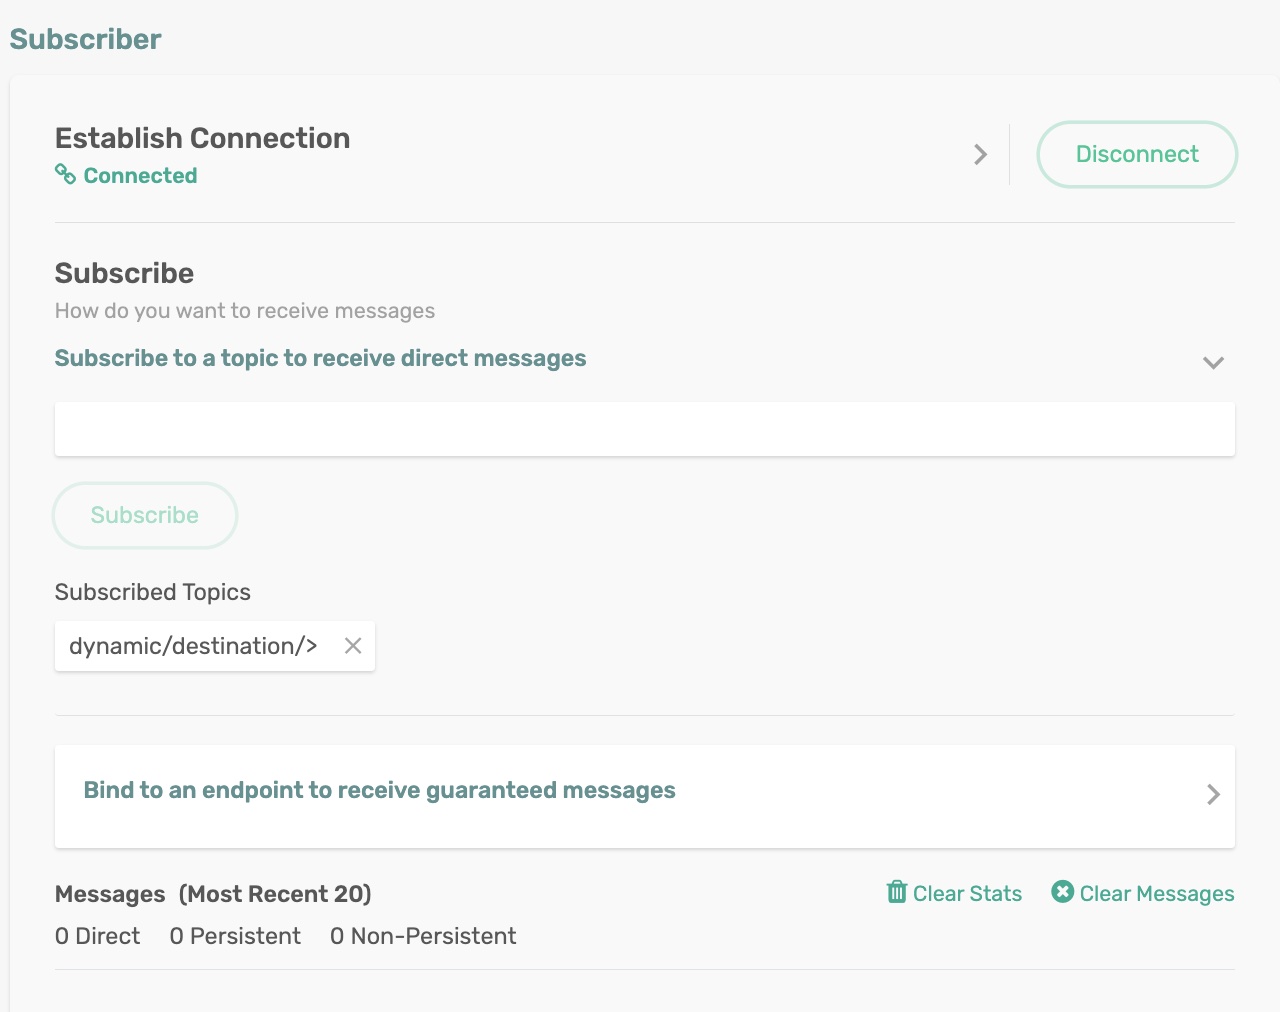 Subscriber
Establish Connection
Connected
Disconnect
Subscribe
How do you want to receive messages
Subscribe to a topic to receive direct messages
Subscribe
Subscribed Topics
dynamic/destination/>
Bind to an endpoint to receive guaranteed messages
Messages (Most Recent 20) Clear Stats Clear Messages
0 Direct 0 Persistent 0 Non-Persistent